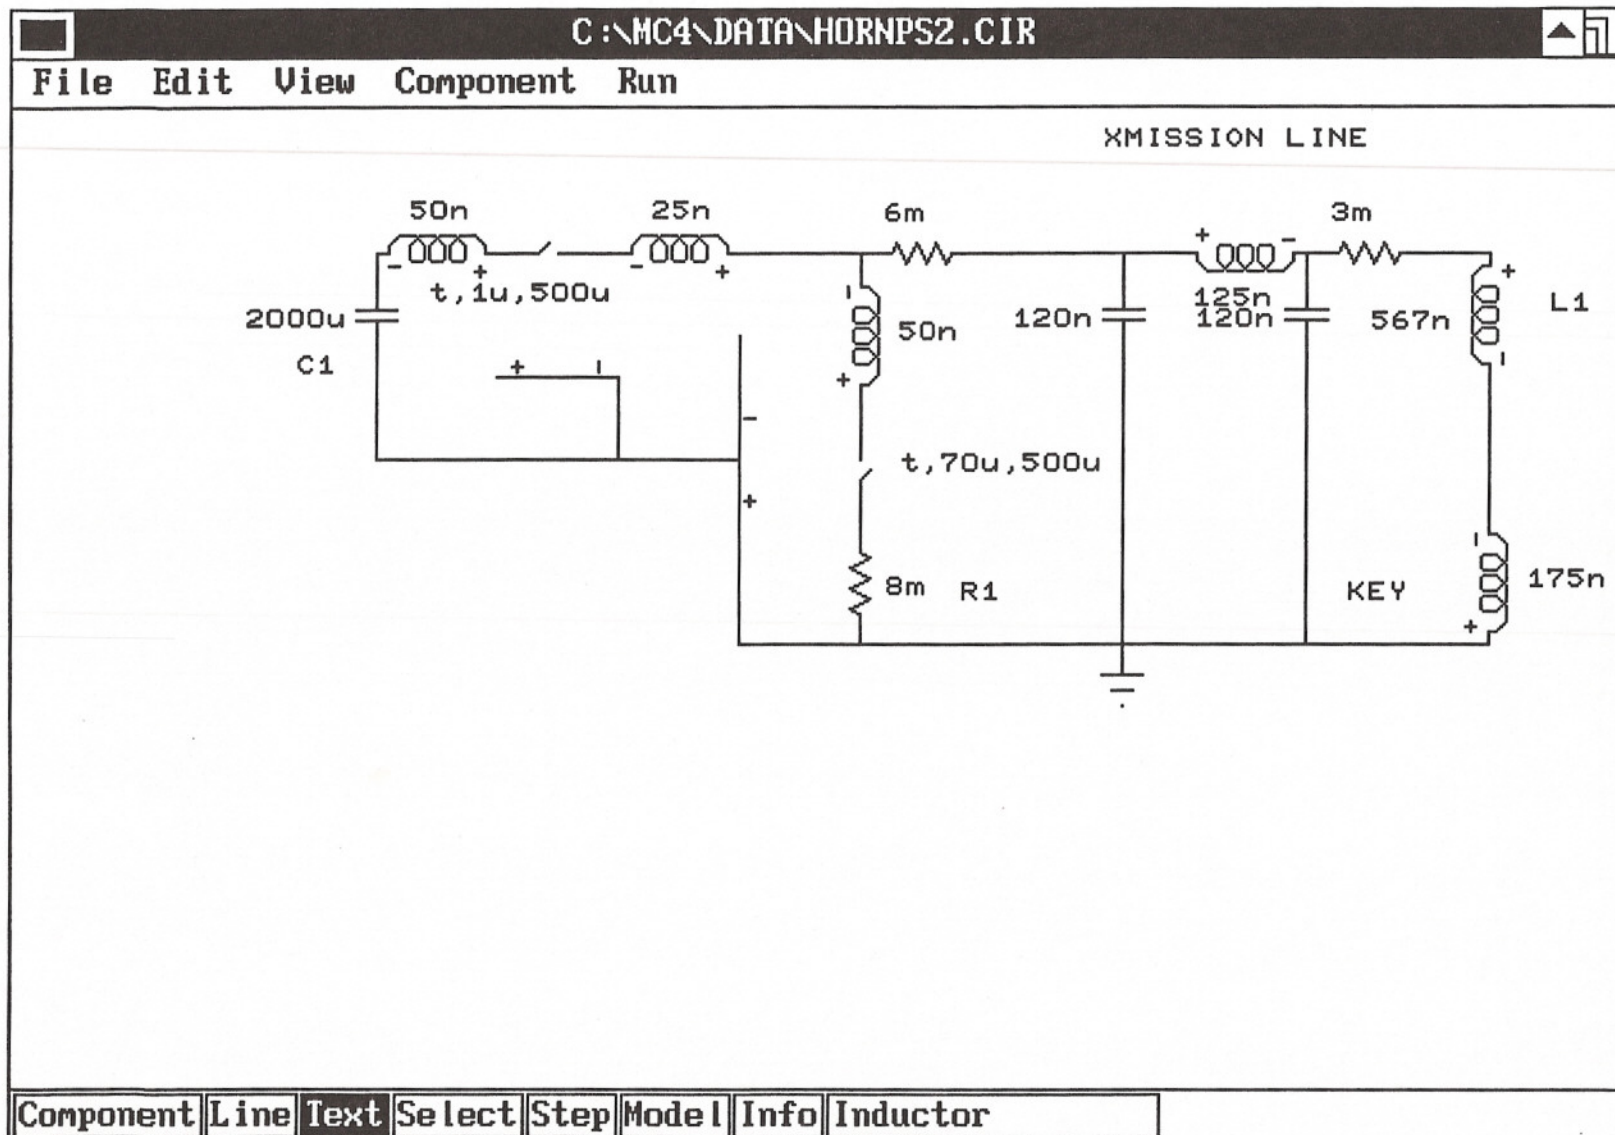 C:\MC4\DATA\HORNPS2.CIR
File Edit View Component Run
XMISSION LINE
50n 25n 6m 3m
- + - + + -
t,1u,500u
125n
2000u 50n 120n 120n 567n + L1
C1 + - + -
-
t,70u,500u
+
8m R1 KEY - 175n +
Component Line Text Select Step Model Info Inductor